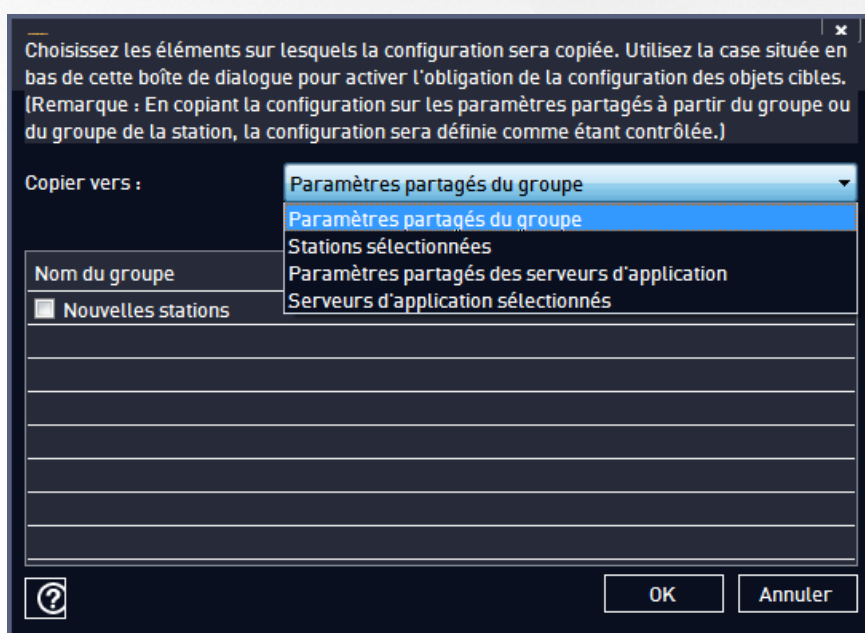 Choisissez les éléments sur lesquels la configuration sera copiée. Utilisez la case située en
bas de cette boîte de dialogue pour activer l'obligation de la configuration des objets cibles.
(Remarque : En copiant la configuration sur les paramètres partagés à partir du groupe ou
du groupe de la station, la configuration sera définie comme étant contrôlée.)
Copier vers :
Paramètres partagés du groupe
Paramètres partagés du groupe
Stations sélectionnées
Paramètres partagés des serveurs d'application
Serveurs d'application sélectionnés
Nom du groupe
Nouvelles stations
OK
Annuler